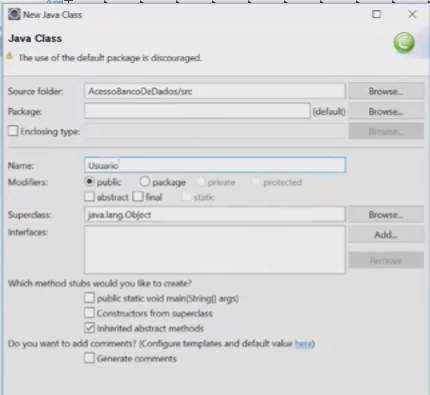 New Java Class
Java Class
The use of the default package is discouraged.
Source folder: AcessoBancoDeDados/src Browse...
Package: (default) Browse...
Enclosing type: Browse...
Name: Usuario
Modifiers: public package private protected
abstract final static
Superclass: java.lang.Object Browse...
Interfaces: Add...
Remove
Which method stubs would you like to create?
public static void main(String[] args)
Constructors from superclass
Inherited abstract methods
Do you want to add comments? (Configure templates and default value here)
Generate comments